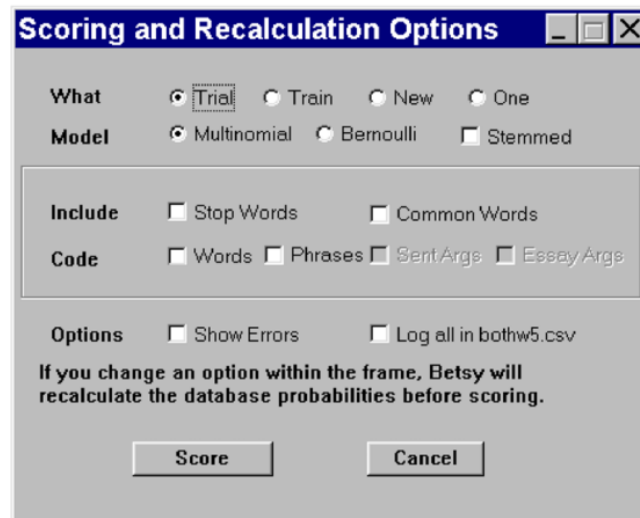 Scoring and Recalculation Options
What Trial Train New One
Model Multinomial Bernoulli Stemmed
Include Stop Words Common Words
Code Words Phrases Sent Args Essay Args
Options Show Errors Log all in bothw5.csv
If you change an option within the frame, Betsy will
recalculate the database probabilities before scoring.
Score Cancel